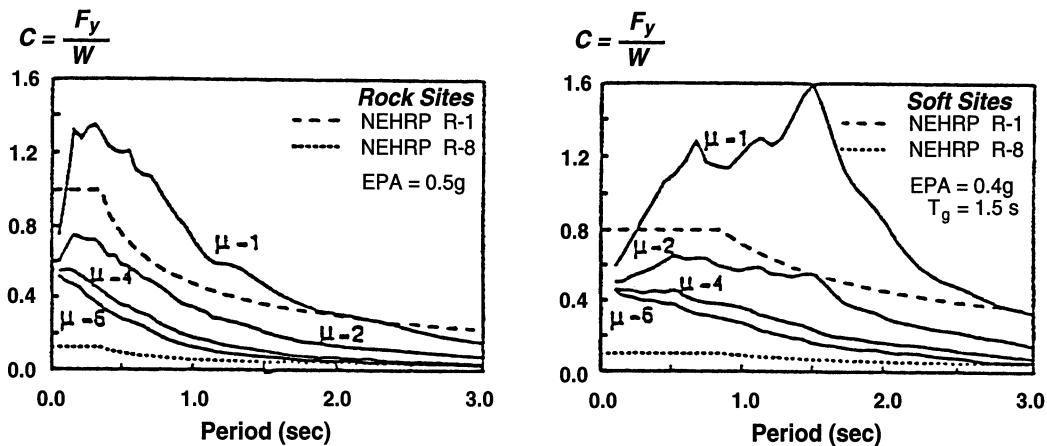 C = Fy
W
1.6
1.2
0.8
0.4
0.0
Rock Sites
NEHRP R-1
NEHRP R-8
EPA = 0.5g
μ-1
μ-4
μ-2
μ-6
0.0
1.0
2.0
3.0
Period (sec)
C = Fy
W
1.6
1.2
0.8
0.4
0.0
Soft Sites
NEHRP R-1
NEHRP R-8
EPA = 0.4g
Tg = 1.5 s
μ-1
μ-2
μ-4
μ-6
0.0
1.0
2.0
3.0
Period (sec)